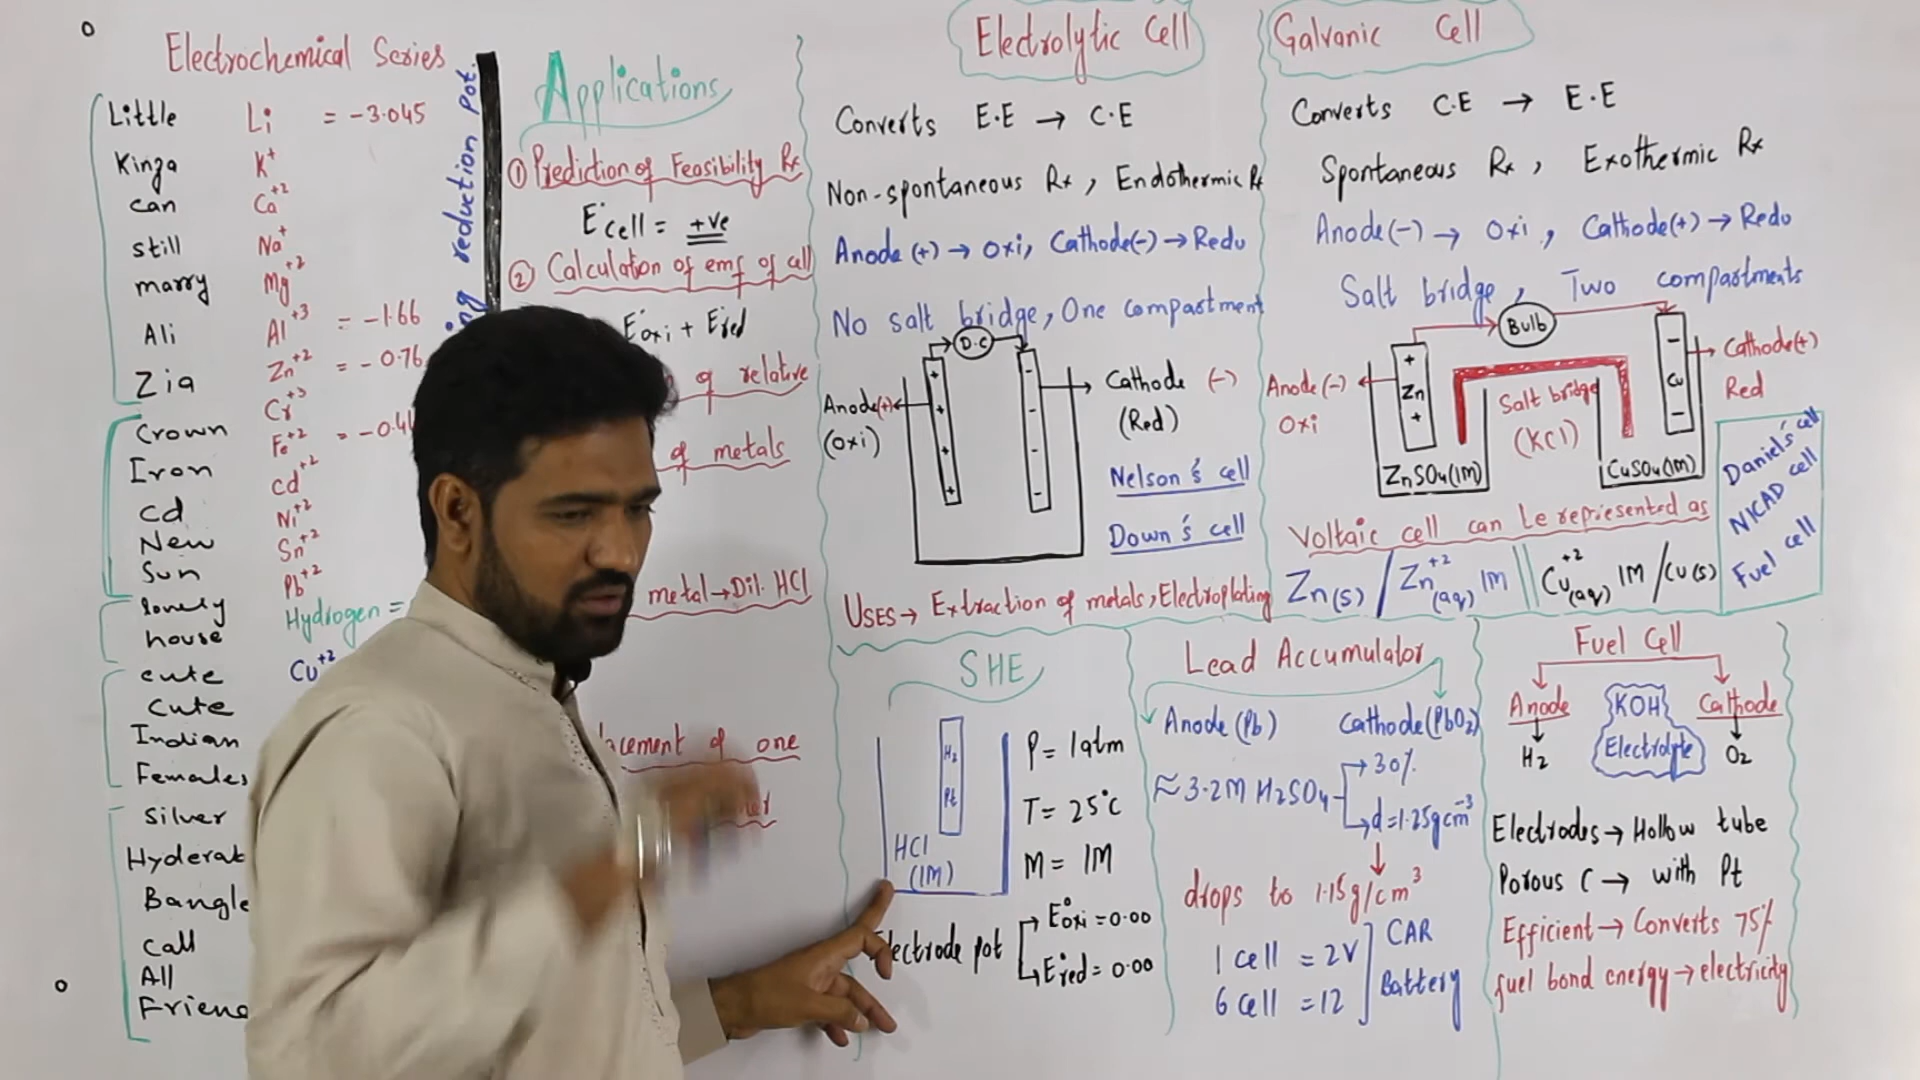 Electrochemical Series
Little Li = -3.045
Kinza K+
can Ca+2
still Na+
marry Mg+2
Ali Al+3 = -1.66
Zia Zn+2 = -0.76
Crown Cr+3
Iron Fe+2 = -0.44
Cd Cd+2
New Ni+2
Sun Sn+2
lonely Pb+2
house Hydrogen =
cute Cu+2
Cute
Indian
Females
Silver
Hyderab
Bangle
Call
All
Friend
reduction pot.
Applications
① Prediction of Feasibility Rx
E°cell = +ve
② Calculation of emf of cell
E°oxi + E°red
of relative
of metals
metal → Dil. HCl
lacement of one
Electrolytic Cell
Converts E.E → C.E
Non-spontaneous Rx, Endothermic Rx
Anode (+) → oxi, Cathode(-) → Redu
No salt bridge, One compartment
D.C
Anode(+)
(oxi)
Cathode (-)
(Red)
Nelson's cell
Down's cell
USES → Extraction of metals, Electroplating
Galvanic Cell
Converts C.E → E.E
Spontaneous Rx, Exothermic Rx
Anode(-) → Oxi, Cathode(+) → Redu
Salt bridge, Two compartments
Bulb
+ Zn +
- Cu -
Anode(-)
Oxi
Salt bridge
(KCl)
Cathode(+)
Red
ZnSO4(1M)
CuSO4(1M)
Daniels' cell
NICAD cell
Fuel cell
Voltaic cell can be represented as
Zn(s) / Zn+2(aq) 1M || Cu+2(aq) 1M / Cu(s)
SHE
H2
Pt
HCl
(1M)
P = 1atm
T = 25°C
M = 1M
Electrode pot
E°oxi = 0.00
E°red = 0.00
Lead Accumulator
Anode (Pb) Cathode (PbO2)
≈ 3.2M H2SO4
→ 30%
→ d = 1.25gcm-3
drops to 1.15g/cm3
1 cell = 2V
6 cell = 12
CAR
Battery
Fuel Cell
Anode
H2
KOH
Electrolyte
Cathode
O2
Electrodes → Hollow tube
Porous C → with Pt
Efficient → Converts 75%
fuel bond energy → electricity